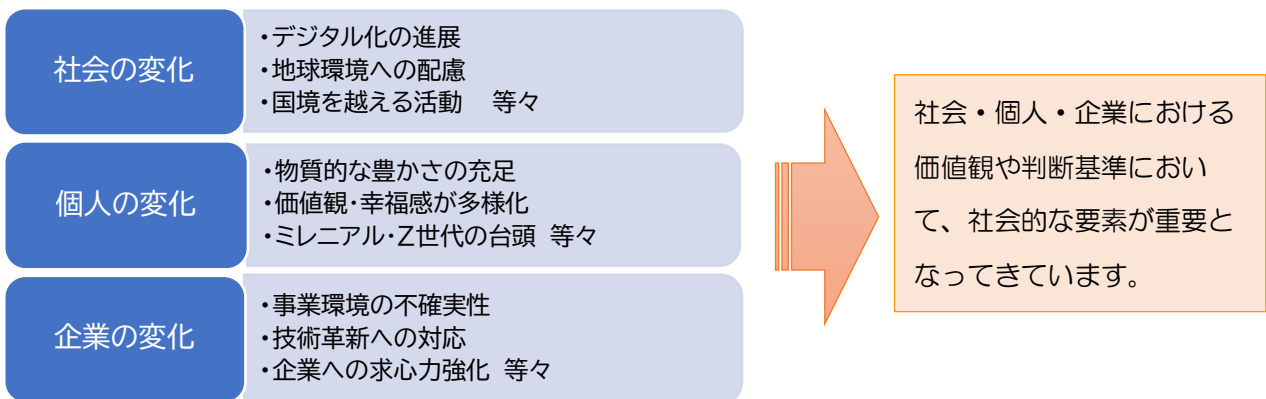 社会の変化
・デジタル化の進展
・地球環境への配慮
・国境を越える活動 等々
個人の変化
・物質的な豊かさの充足
・価値観・幸福感が多様化
・ミレニアル・Z世代の台頭 等々
企業の変化
・事業環境の不確実性
・技術革新への対応
・企業への求心力強化 等々
社会・個人・企業における
価値観や判断基準におい
て、社会的な要素が重要と
なってきています。